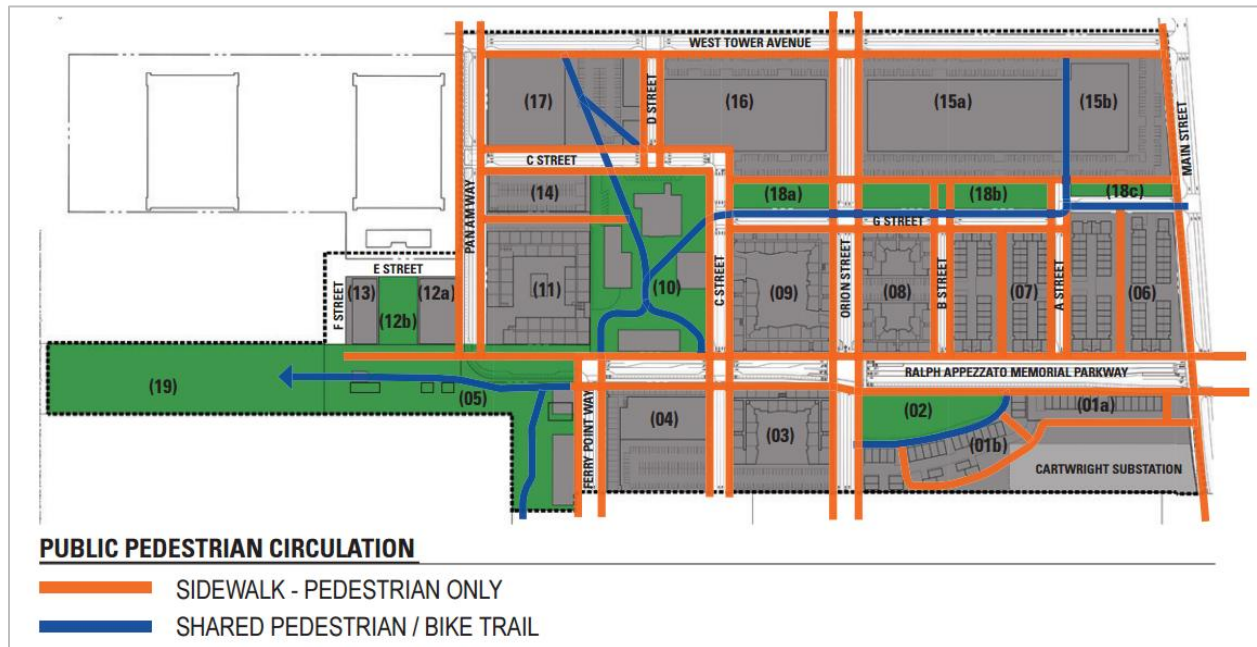 WEST TOWER AVENUE
(17)
D STREET
(16)
(15a)
(15b)
MAIN STREET
C STREET
PAN AM WAY
(14)
(18a)
(18b)
(18c)
G STREET
E STREET
F STREET
(13)
(12b)
(12a)
(11)
(10)
C STREET
(09)
ORION STREET
(08)
B STREET
(07)
A STREET
(06)
(19)
(05)
RALPH APPEZZATO MEMORIAL PARKWAY
FERRY POINT WAY
(04)
(03)
(02)
(01a)
(01b)
CARTWRIGHT SUBSTATION
PUBLIC PEDESTRIAN CIRCULATION
SIDEWALK - PEDESTRIAN ONLY
SHARED PEDESTRIAN / BIKE TRAIL